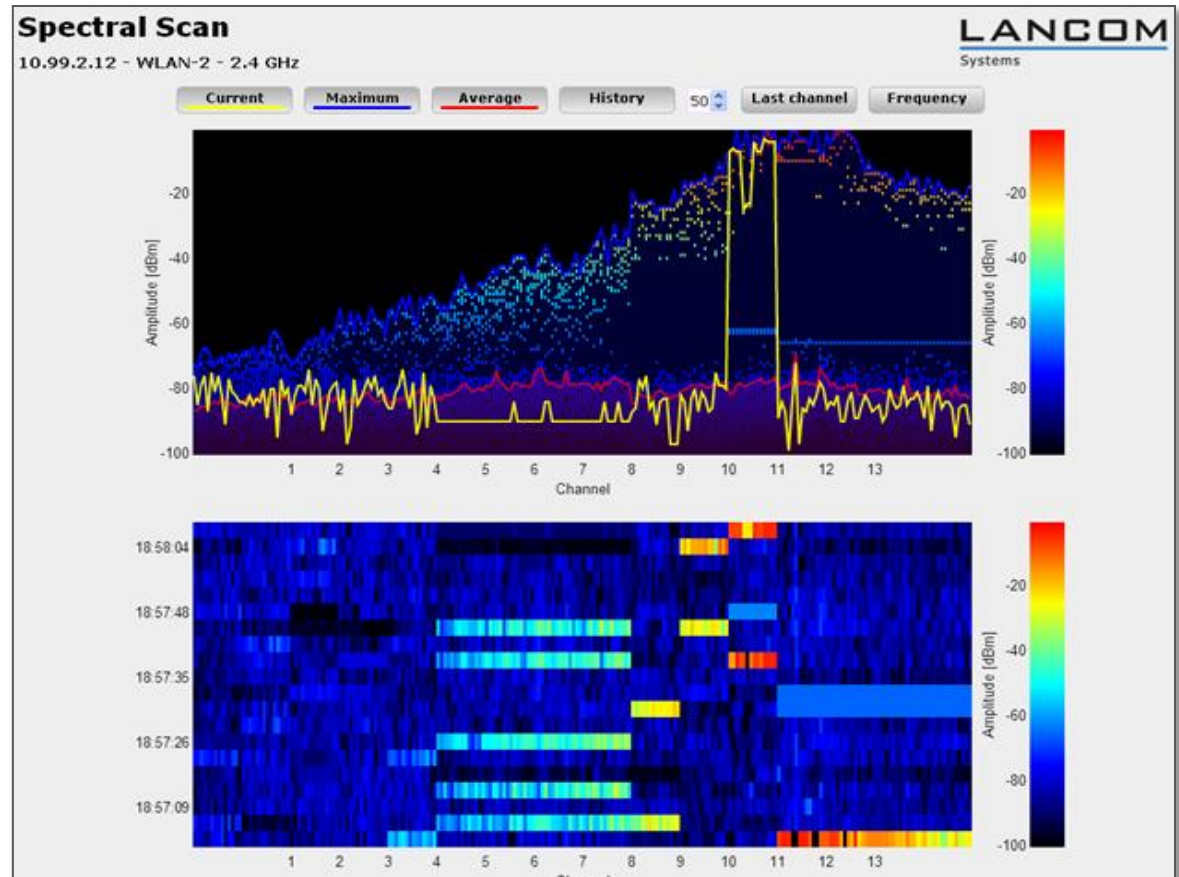 Spectral Scan
LANCOM
Systems
10.99.2.12 - WLAN-2 - 2.4 GHz
Current Maximum Average History 50 Last channel Frequency
-20 -20
-40 -40
-60 -60
-80 -80
-100 -100
Amplitude [dBm] Amplitude [dBm]
1 2 3 4 5 6 7 8 9 10 11 12 13
Channel
18:58:04
18:57:48
18:57:35
18:57:26
18:57:09
-20
-40
-60
-80
-100
Amplitude [dBm]
1 2 3 4 5 6 7 8 9 10 11 12 13